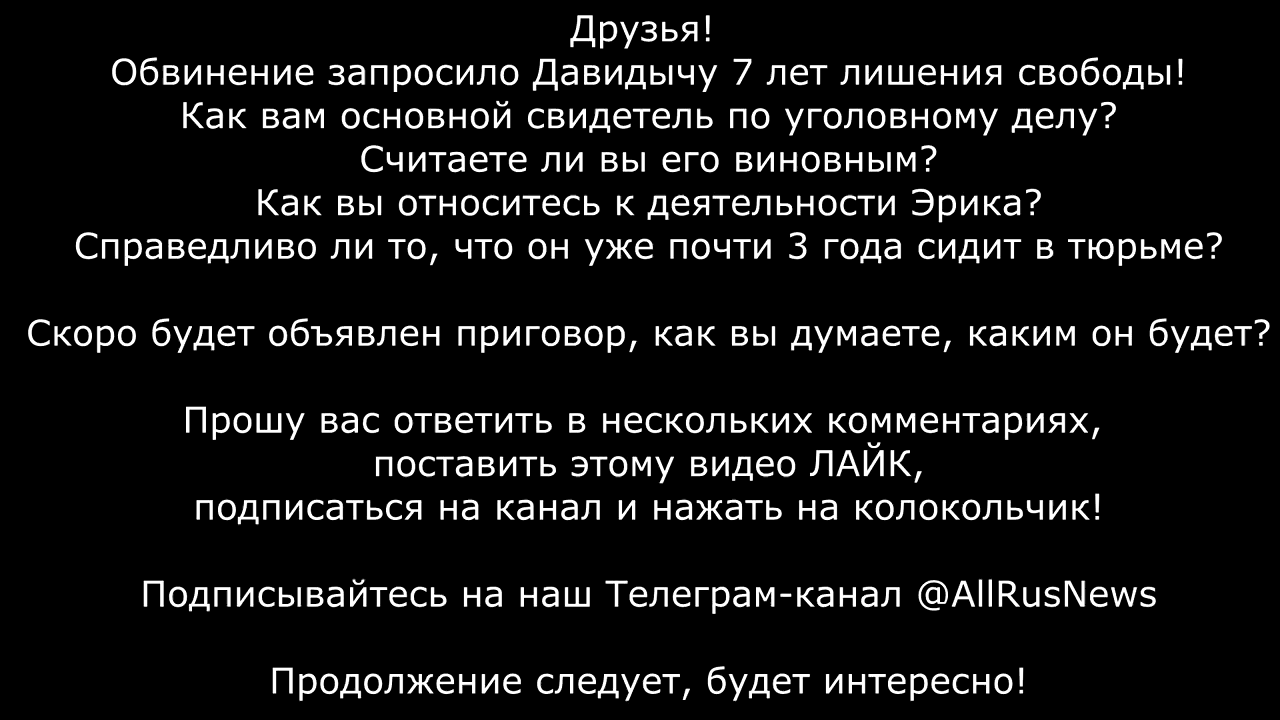 Друзья!
Обвинение запросило Давидычу 7 лет лишения свободы!
Как вам основной свидетель по уголовному делу?
Считаете ли вы его виновным?
Как вы относитесь к деятельности Эрика?
Справедливо ли то, что он уже почти 3 года сидит в тюрьме?
Скоро будет объявлен приговор, как вы думаете, каким он будет?
Прошу вас ответить в нескольких комментариях,
поставить этому видео ЛАЙК,
подписаться на канал и нажать на колокольчик!
Подписывайтесь на наш Телеграм-канал @AllRusNews
Продолжение следует, будет интересно!